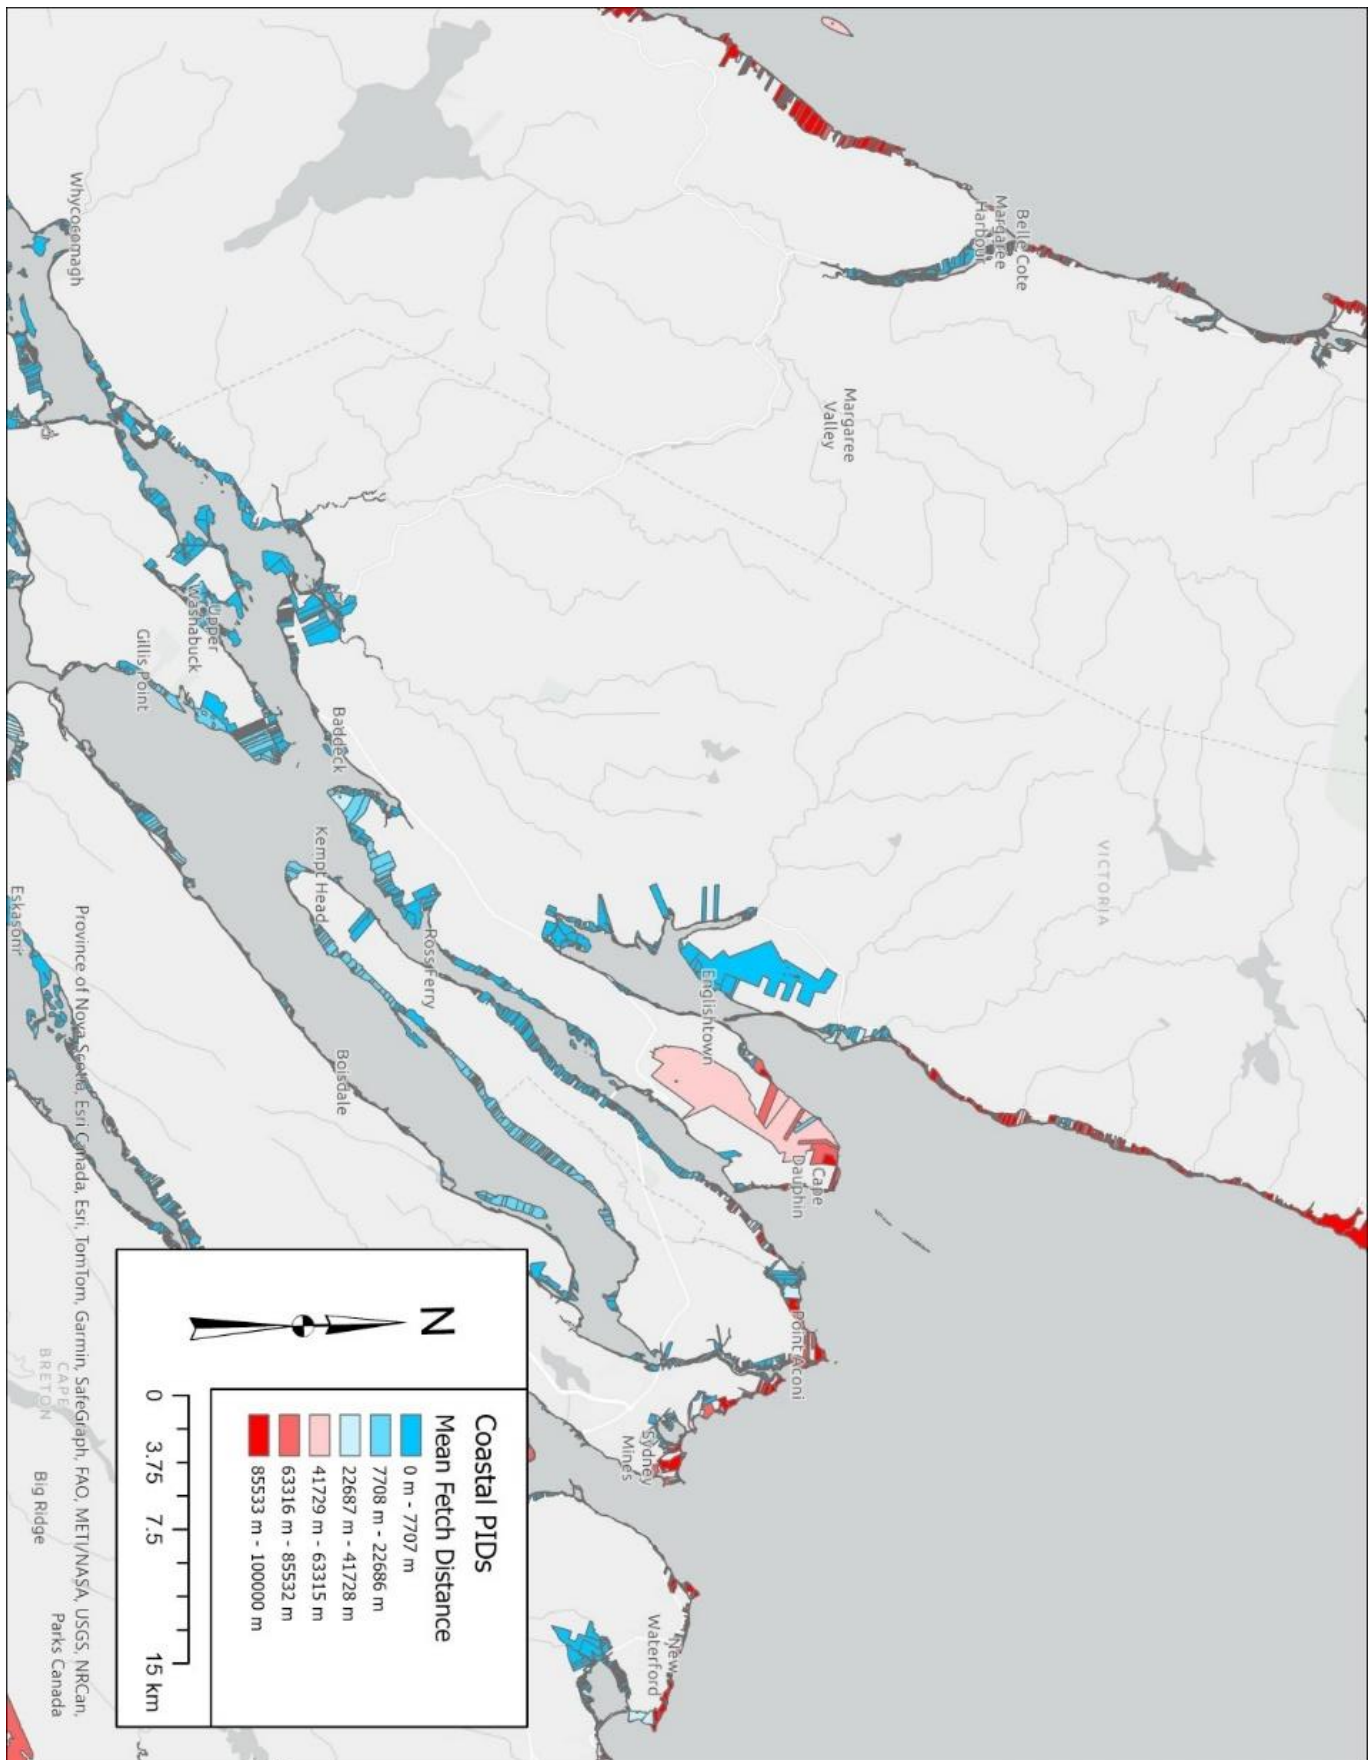 Belle Cote
Margaree
Harbour
Whycocomagh
Margaree
Valley
VICTORIA
Upper
Washabuck
Gillis Point
Baddeck
Kempt Head
Ross Ferry
Englishtown
Cape
Dauphin
Boisdale
Eskasoni
Point Aconi
Sydney
Mines
New
Waterford
CAPE
BRETON
Big Ridge
N
0 3.75 7.5 15 km
Coastal PIDs
Mean Fetch Distance
0 m - 7707 m
7708 m - 22686 m
22687 m - 41728 m
41729 m - 63315 m
63316 m - 85532 m
85533 m - 100000 m
Province of Nova Scotia, Esri Canada, Esri, TomTom, Garmin, SafeGraph, FAO, METI/NASA, USGS, NRCan,
Parks Canada